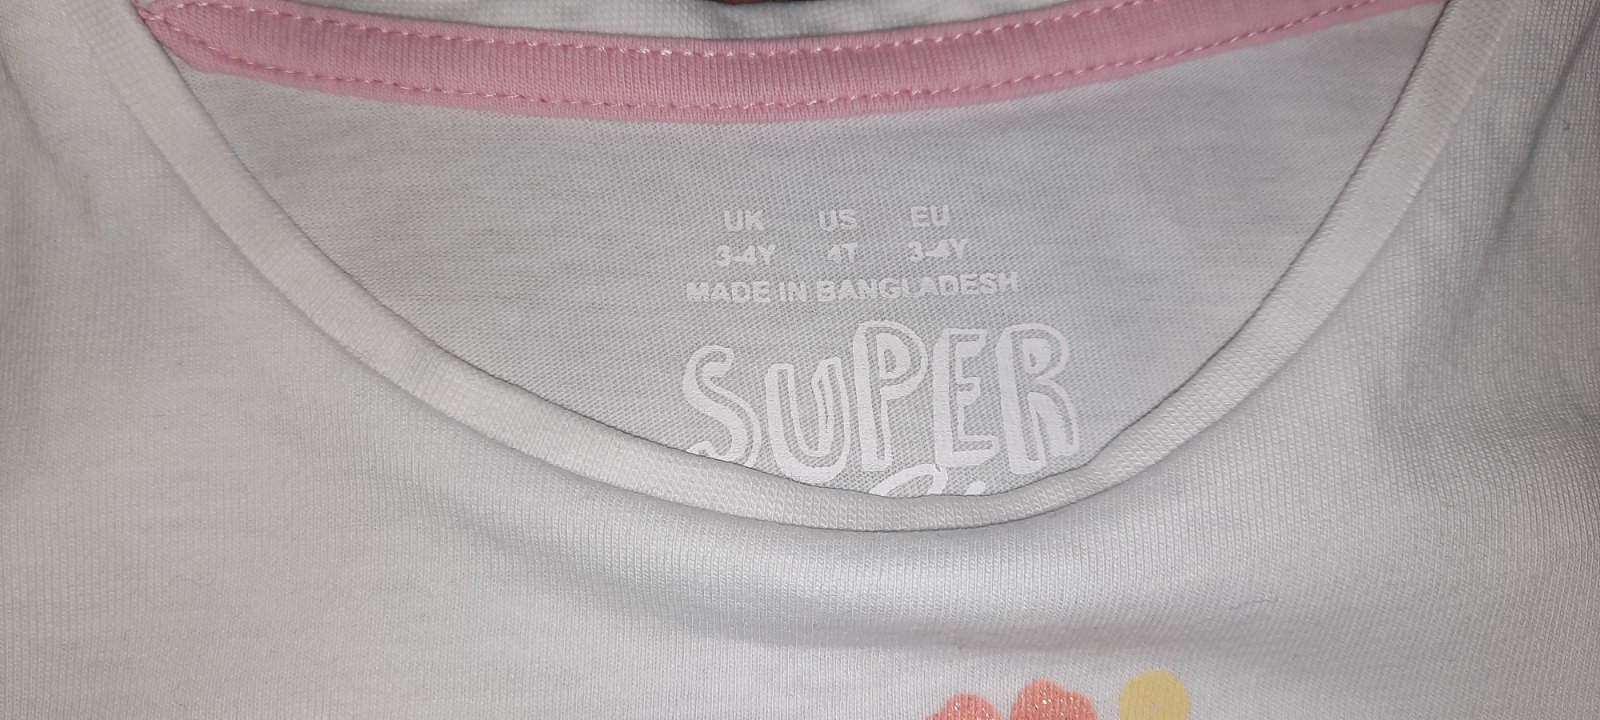 UK US EU
3-4Y 4T 3-4Y
MADE IN BANGLADESH
SUPER